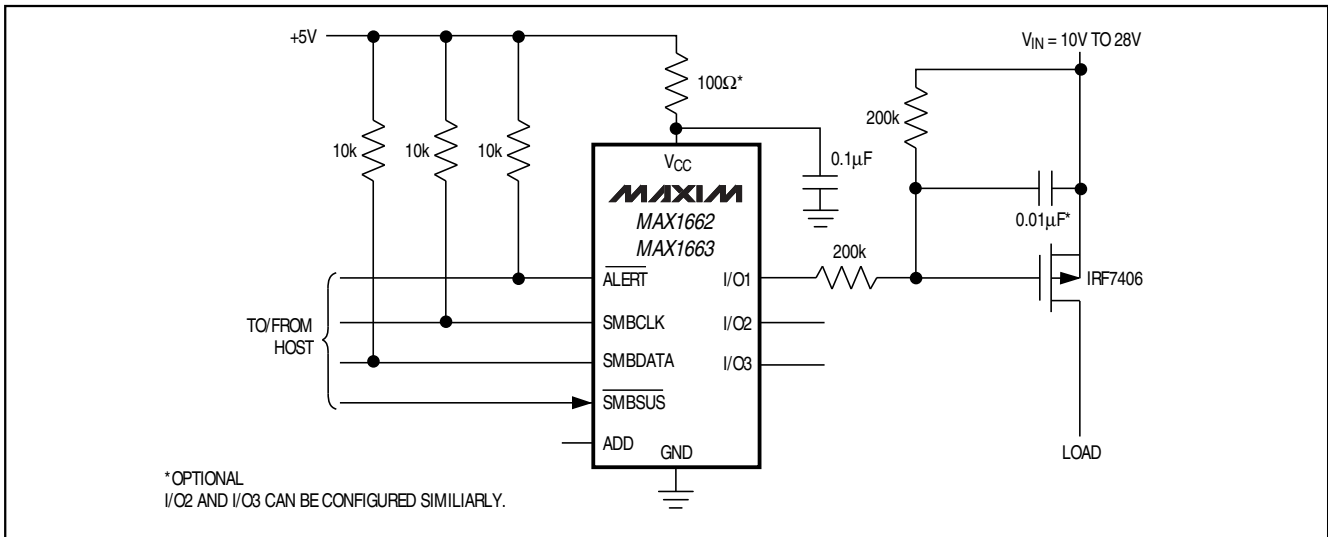 +5V
VIN = 10V TO 28V
100Ω*
200k
10k
10k
10k
0.1µF
VCC
MAXIM
MAX1662
MAX1663
0.01µF*
200k
ALERT
I/O1
IRF7406
TO/FROM
HOST
SMBCLK
I/O2
SMBDATA
I/O3
SMBSUS
ADD
GND
LOAD
*OPTIONAL
I/O2 AND I/O3 CAN BE CONFIGURED SIMILIARLY.